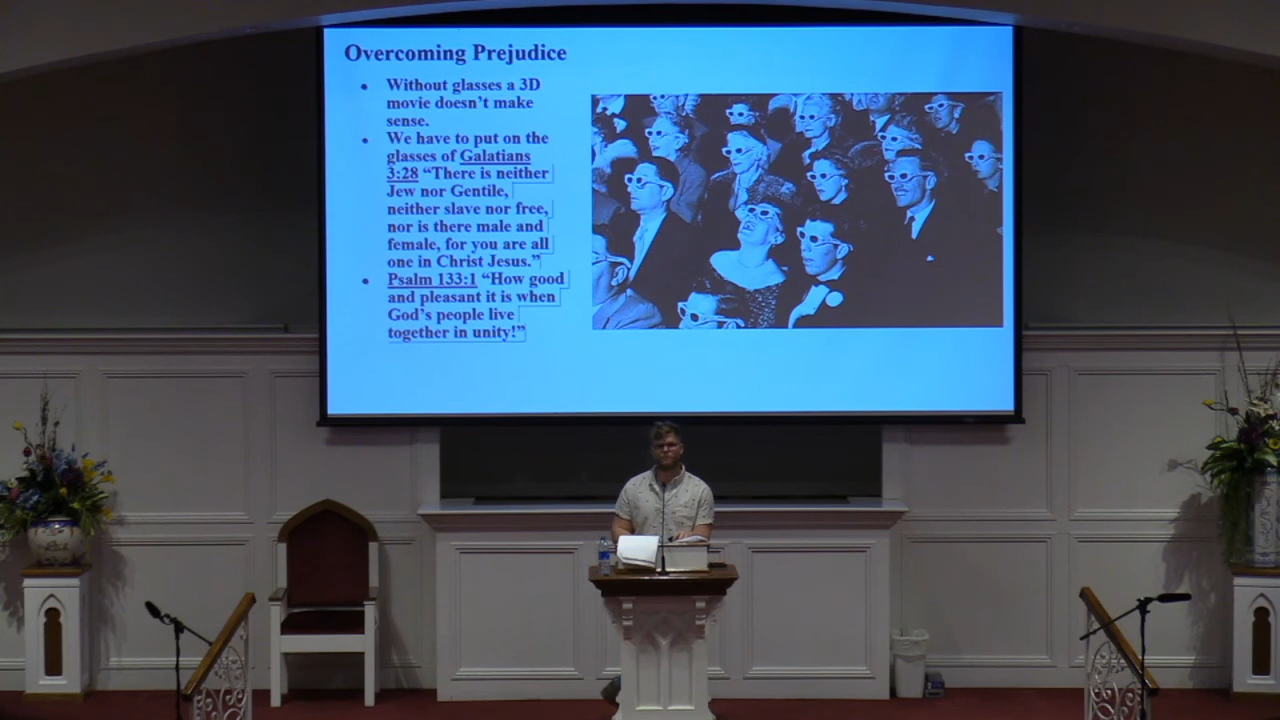 Overcoming Prejudice
• Without glasses a 3D
movie doesn't make
sense.
• We have to put on the
glasses of Galatians
3:28 “There is neither
Jew nor Gentile,
neither slave nor free,
nor is there male and
female, for you are all
one in Christ Jesus.”
• Psalm 133:1 “How good
and pleasant it is when
God's people live
together in unity!”